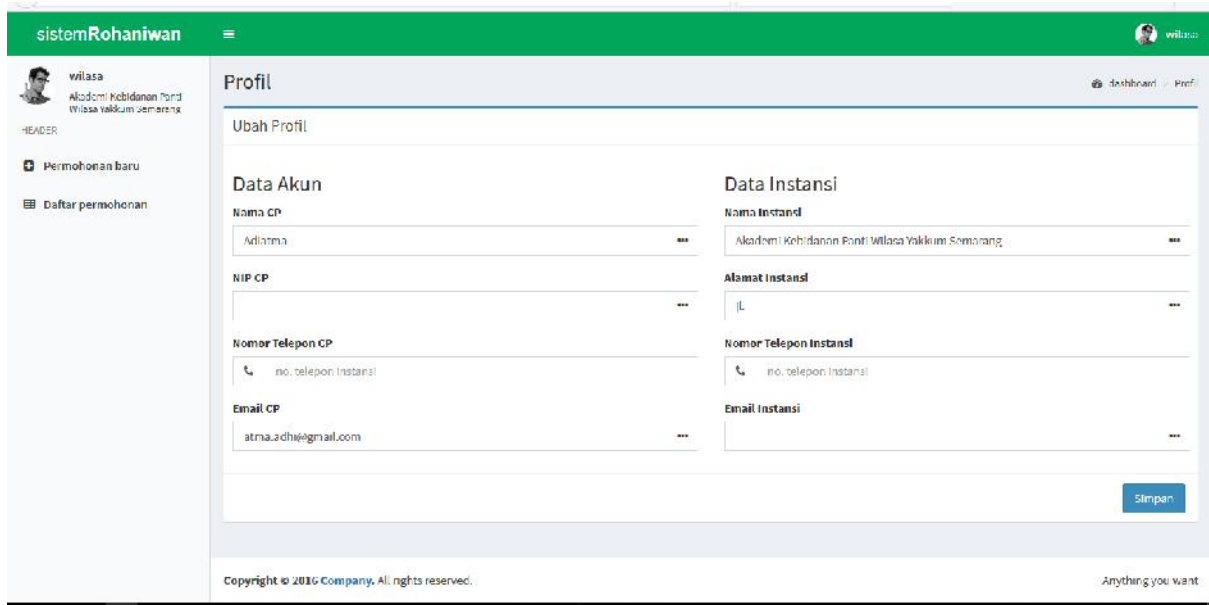 sistemRohaniwan
wilasa
wilasa
Akademi Kebidanan Panti
Wilasa Yakkum Semarang
HEADER
Permohonan baru
Daftar permohonan
Profil
dashboard / Profil
Ubah Profil
Data Akun
Nama CP
Adiatma
NIP CP
Nomor Telepon CP
no. telepon instansi
Email CP
atma.adhi@gmail.com
Data Instansi
Nama Instansi
Akademi Kebidanan Panti Wilasa Yakkum Semarang
Alamat Instansi
Nomor Telepon Instansi
no. telepon instansi
Email Instansi
Simpan
Copyright © 2016 Company. All rights reserved.
Anything you want